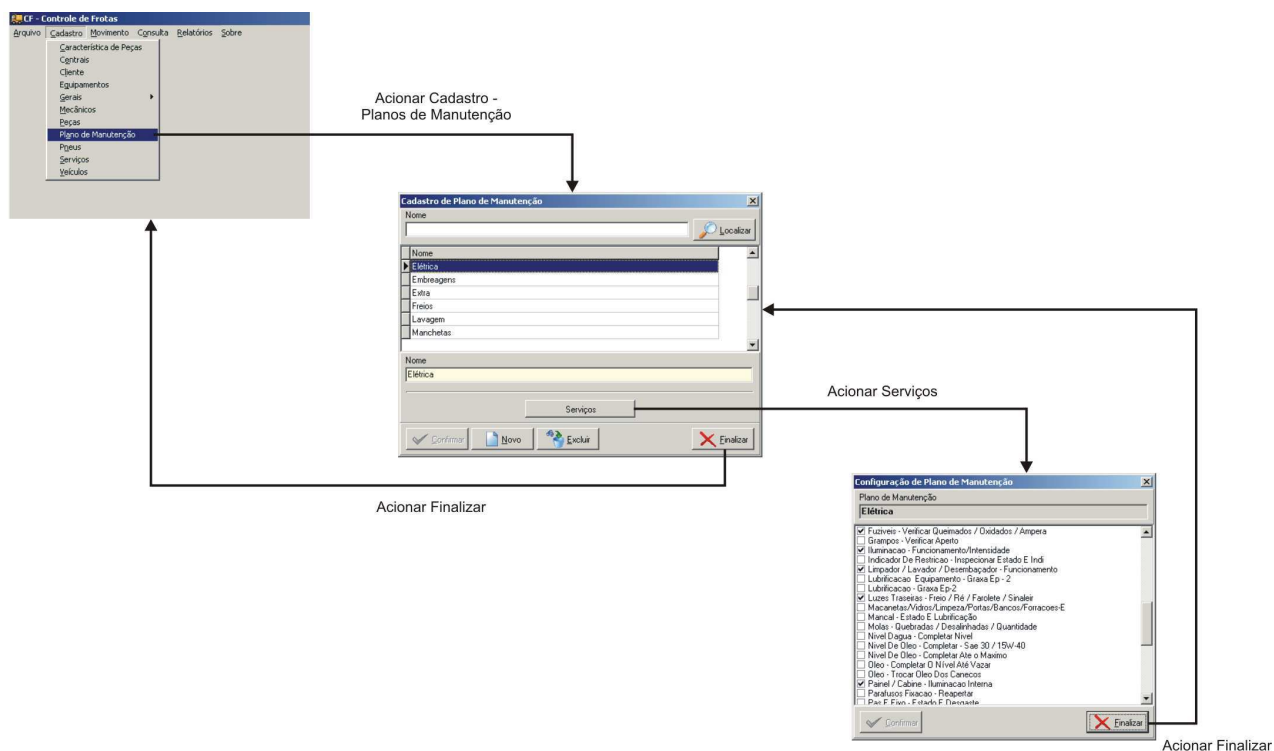 CF - Controle de Frotas
Arquivo Cadastro Movimento Consulta Relatórios Sobre
Característica de Peças
Centrais
Cliente
Equipamentos
Gerais
Mecânicos
Peças
Plano de Manutenção
Pneus
Serviços
Veículos
Acionar Cadastro -
Planos de Manutenção
Cadastro de Plano de Manutenção
Nome
Localizar
Nome
Elétrica
Embreagens
Extra
Freios
Lavagem
Manchetas
Nome
Elétrica
Serviços
Confirmar Novo Excluir Finalizar
Acionar Serviços
Acionar Finalizar
Configuração de Plano de Manutenção
Plano de Manutenção
Elétrica
Fuziveis - Verificar Queimados / Oxidados / Ampera
Grampos - Verificar Aperto
Iluminacao - Funcionamento/Intensidade
Indicador De Restricao - Inspecionar Estado E Indi
Limpador / Lavador / Desembaçador - Funcionamento
Lubrificacao Equipamento - Graxa Ep - 2
Lubrificacao - Graxa Ep-2
Luzes Traseiras - Freio / Ré / Farolete / Sinaleir
Macanetas/Vidros/Limpeza/Portas/Bancos/Forracoes-E
Mancal - Estado E Lubrificação
Molas - Quebradas / Desalinhadas / Quantidade
Nivel Dagua - Completar Nivel
Nivel De Oleo - Completar - Sae 30 / 15W-40
Nivel De Oleo - Completar Ate o Maximo
Oleo - Completar O Nível Até Vazar
Oleo - Trocar Oleo Dos Canecos
Painel / Cabine - Iluminacao Interna
Parafusos Fixacao - Reapertar
Pas E Eixo - Estado E Desgaste
Confirmar Finalizar
Acionar Finalizar